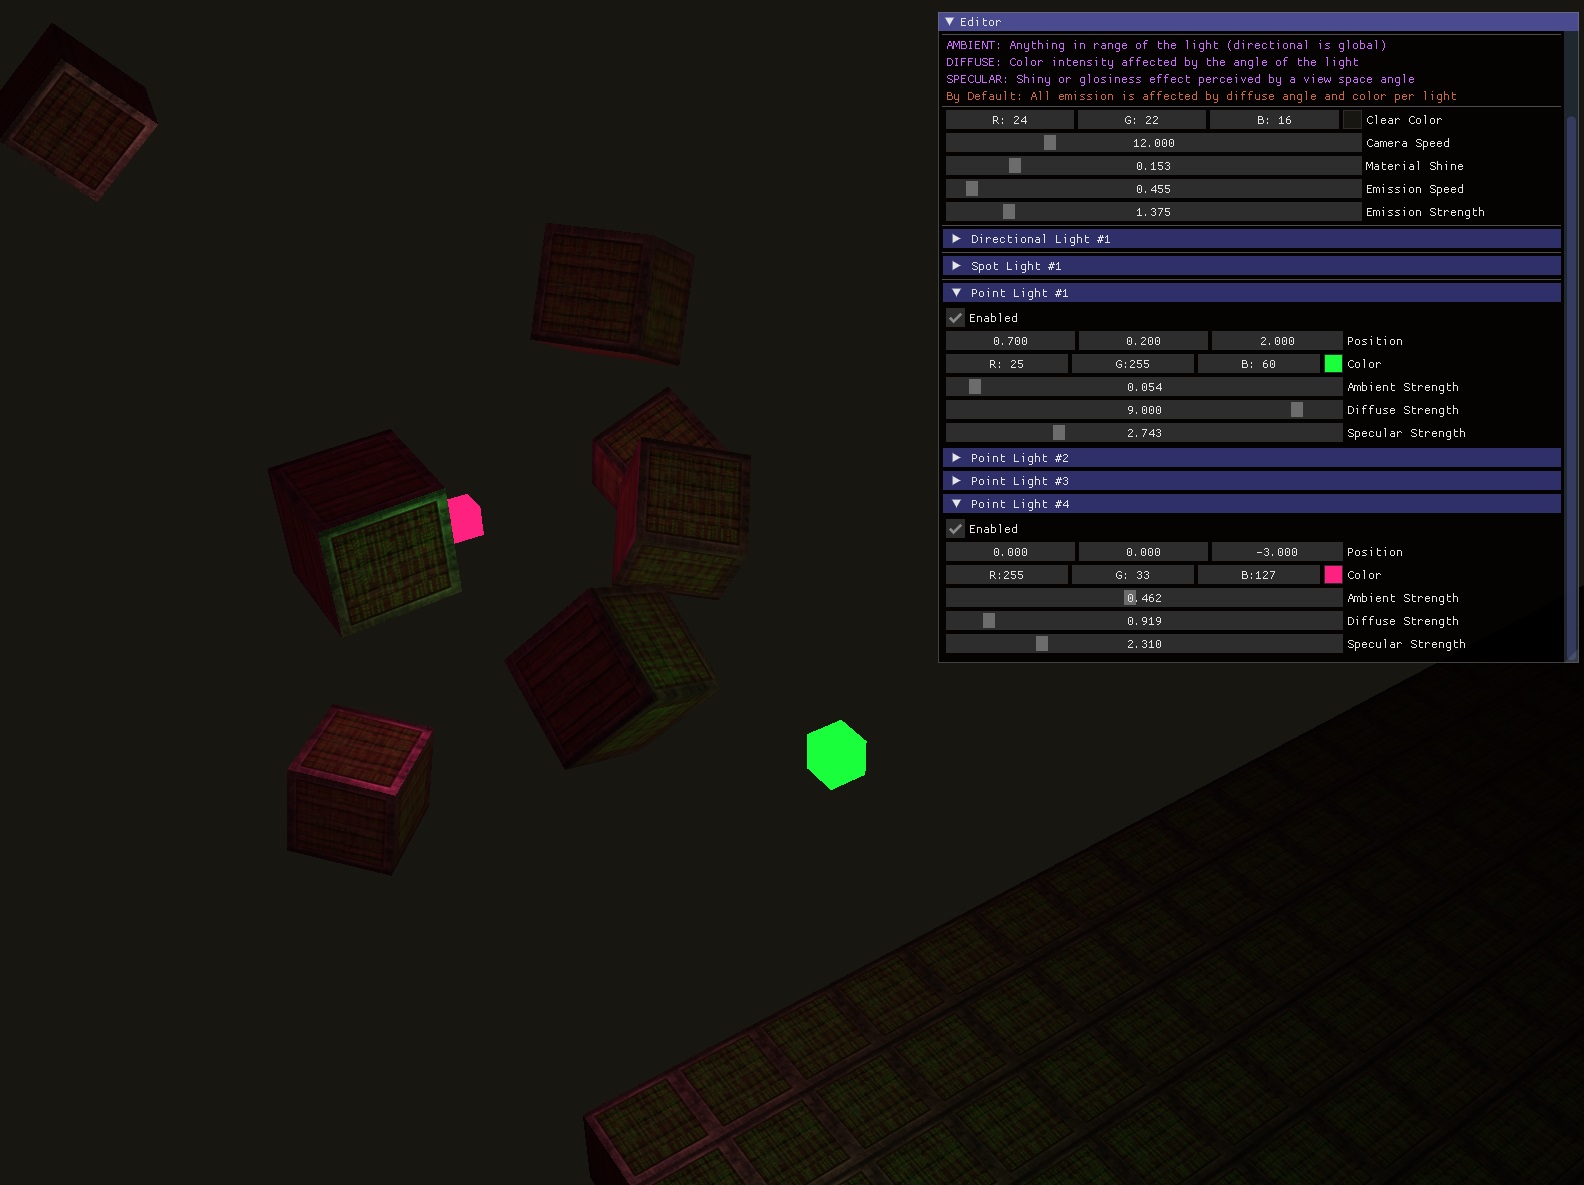 Editor
AMBIENT: Anything in range of the light (directional is global)
DIFFUSE: Color intensity affected by the angle of the light
SPECULAR: Shiny or glosiness effect perceived by a view space angle
By Default: All emission is affected by diffuse angle and color per light
R: 24 G: 22 B: 16 Clear Color
12.000 Camera Speed
0.153 Material Shine
0.455 Emission Speed
1.375 Emission Strength
Directional Light #1
Spot Light #1
Point Light #1
Enabled
0.700 0.200 2.000 Position
R: 25 G:255 B: 60 Color
0.054 Ambient Strength
9.000 Diffuse Strength
2.743 Specular Strength
Point Light #2
Point Light #3
Point Light #4
Enabled
0.000 0.000 -3.000 Position
R:255 G: 33 B:127 Color
0.462 Ambient Strength
0.919 Diffuse Strength
2.310 Specular Strength